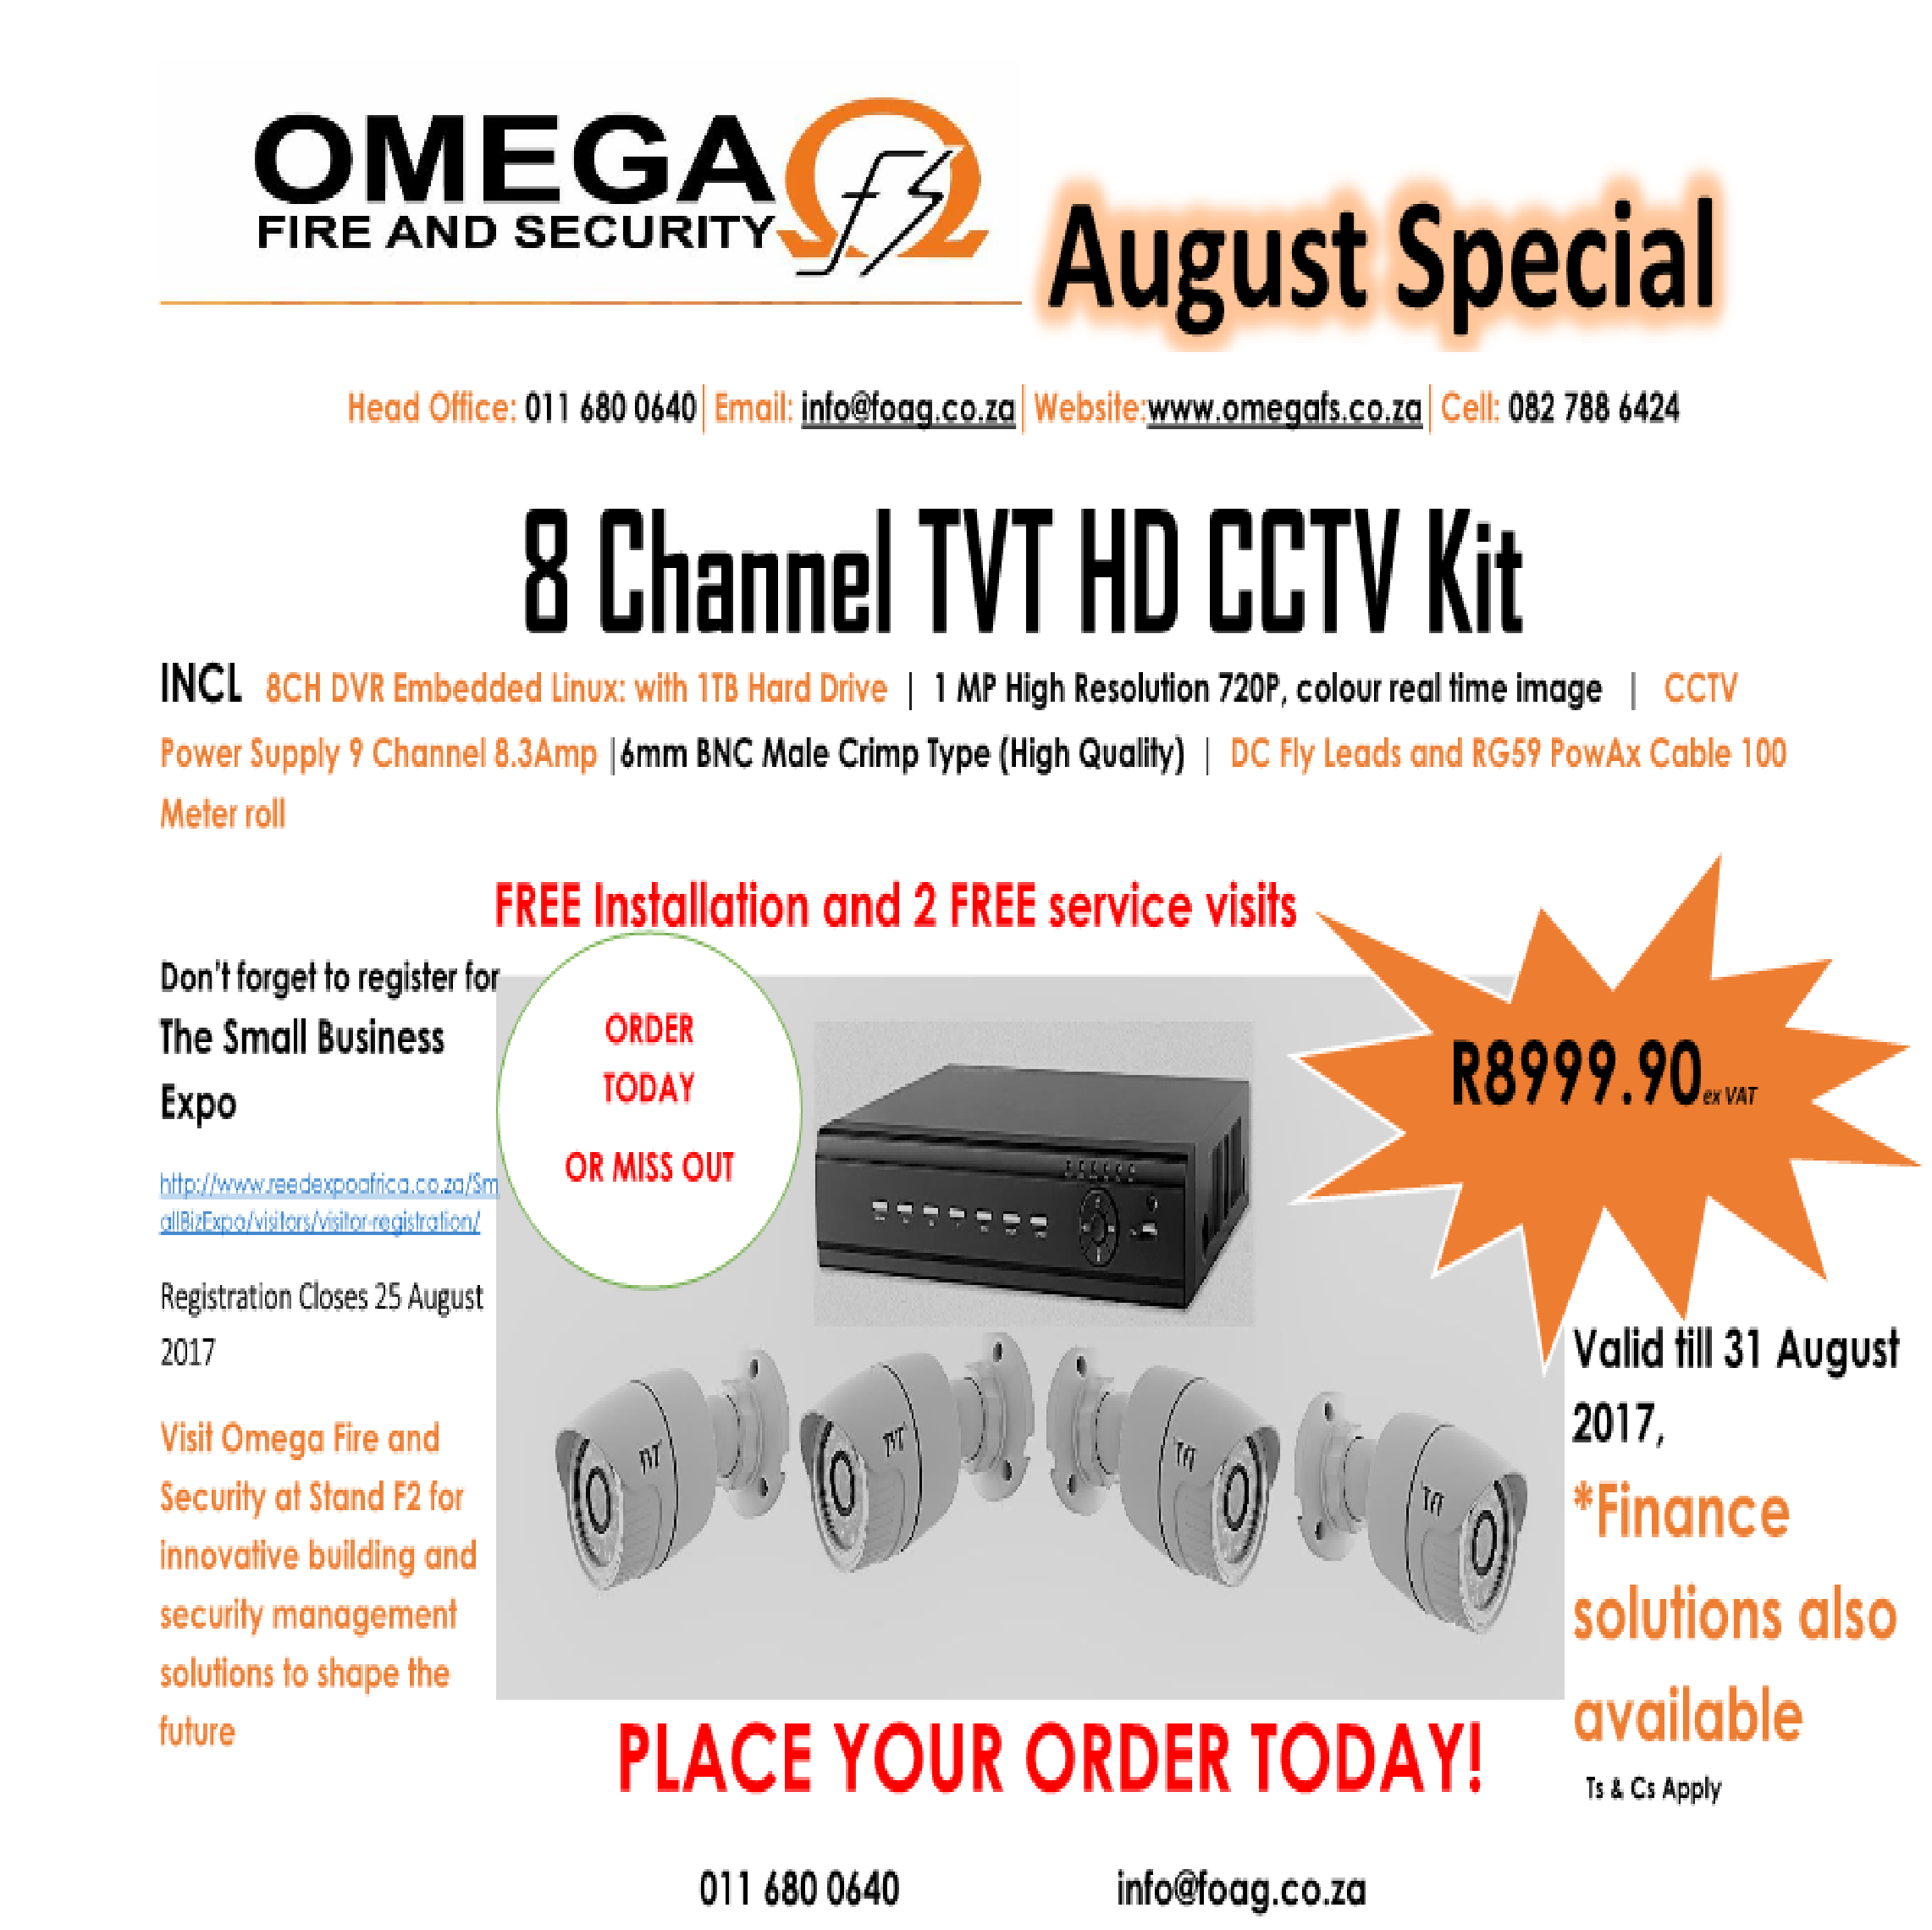 OMEGA
FIRE AND SECURITY
fs
August Special
Head Office: 011 680 0640 | Email: info@foag.co.za | Website:www.omegafs.co.za | Cell: 082 788 6424
8 Channel TVT HD CCTV Kit
INCL 8CH DVR Embedded Linux: with 1TB Hard Drive | 1 MP High Resolution 720P, colour real time image | CCTV
Power Supply 9 Channel 8.3Amp |6mm BNC Male Crimp Type (High Quality) | DC Fly Leads and RG59 PowAx Cable 100
Meter roll
FREE Installation and 2 FREE service visits
Don't forget to register for
The Small Business
Expo
http://www.reedexpoafrica.co.za/Sm
allBizExpo/visitors/visitor-registration/
Registration Closes 25 August
2017
Visit Omega Fire and
Security at Stand F2 for
innovative building and
security management
solutions to shape the
future
ORDER
TODAY
OR MISS OUT
R8999.90 ex VAT
TVT
TVT
TVT
TVT
Valid till 31 August
2017,
*Finance
solutions also
available
Ts & Cs Apply
PLACE YOUR ORDER TODAY!
011 680 0640
info@foag.co.za